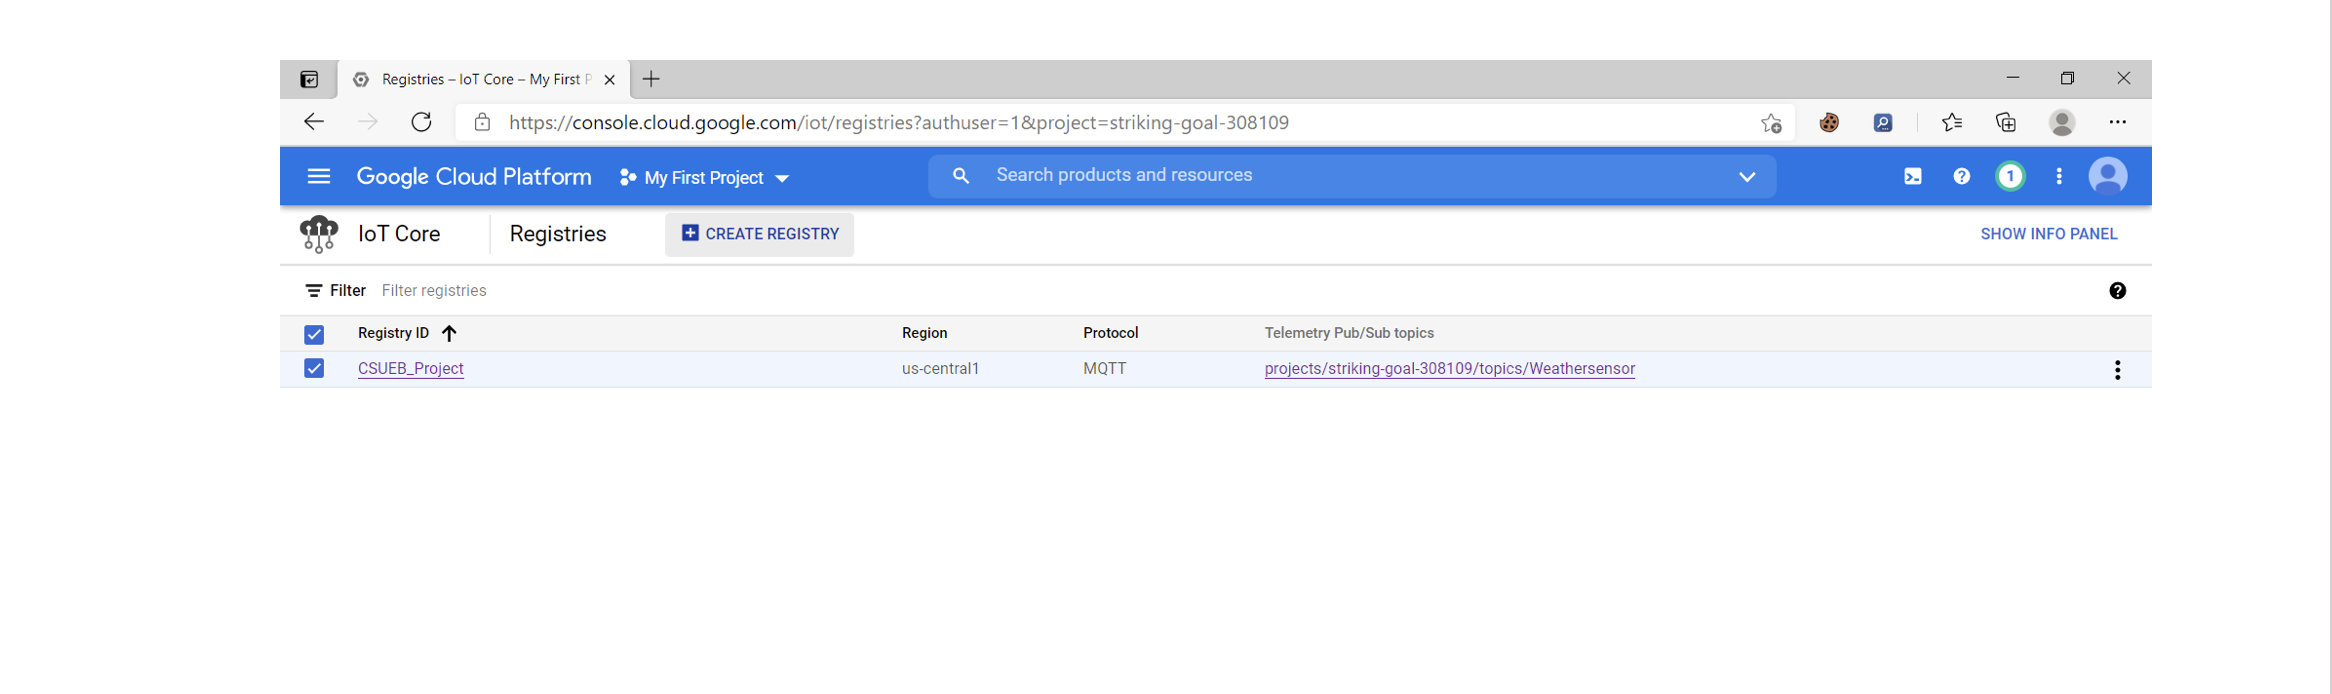 Registries – IoT Core – My First P
https://console.cloud.google.com/iot/registries?authuser=1&project=striking-goal-308109
Google Cloud Platform My First Project Search products and resources 1
IoT Core Registries CREATE REGISTRY SHOW INFO PANEL
Filter Filter registries
Registry ID Region Protocol Telemetry Pub/Sub topics
CSUEB_Project us-central1 MQTT projects/striking-goal-308109/topics/Weathersensor